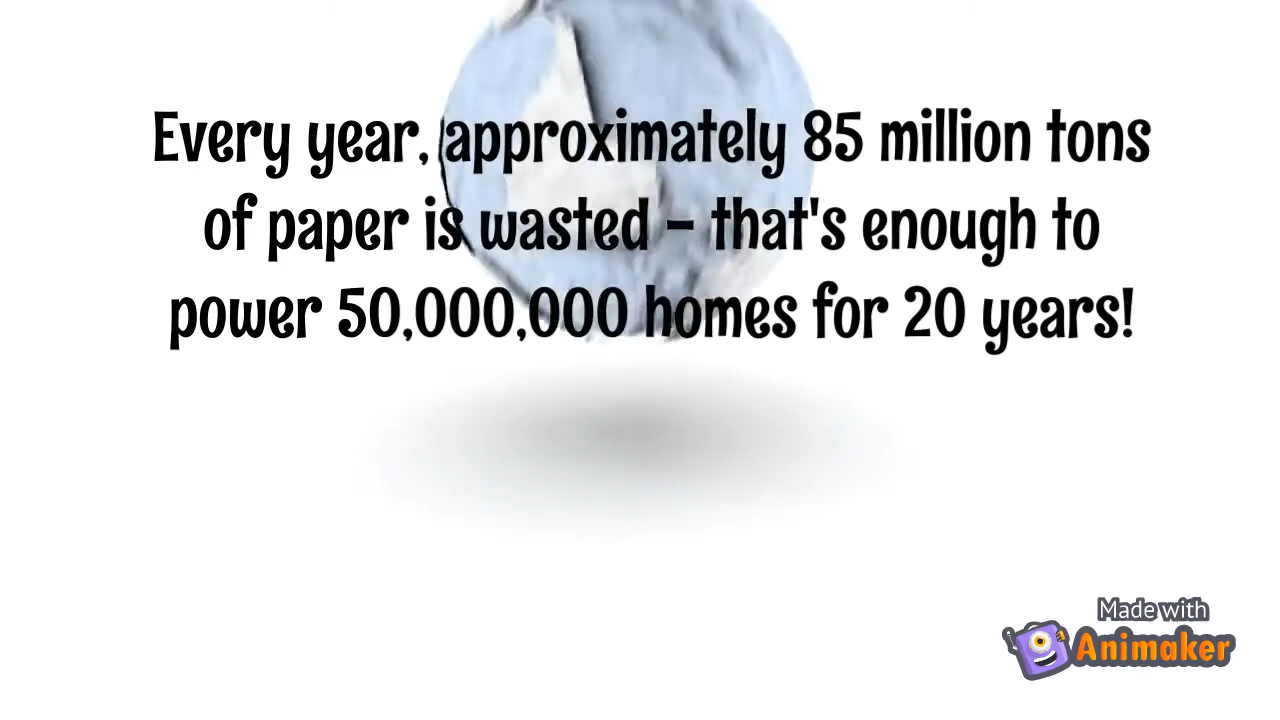 Every year, approximately 85 million tons
of paper is wasted – that's enough to
power 50,000,000 homes for 20 years!
Made with
Animaker